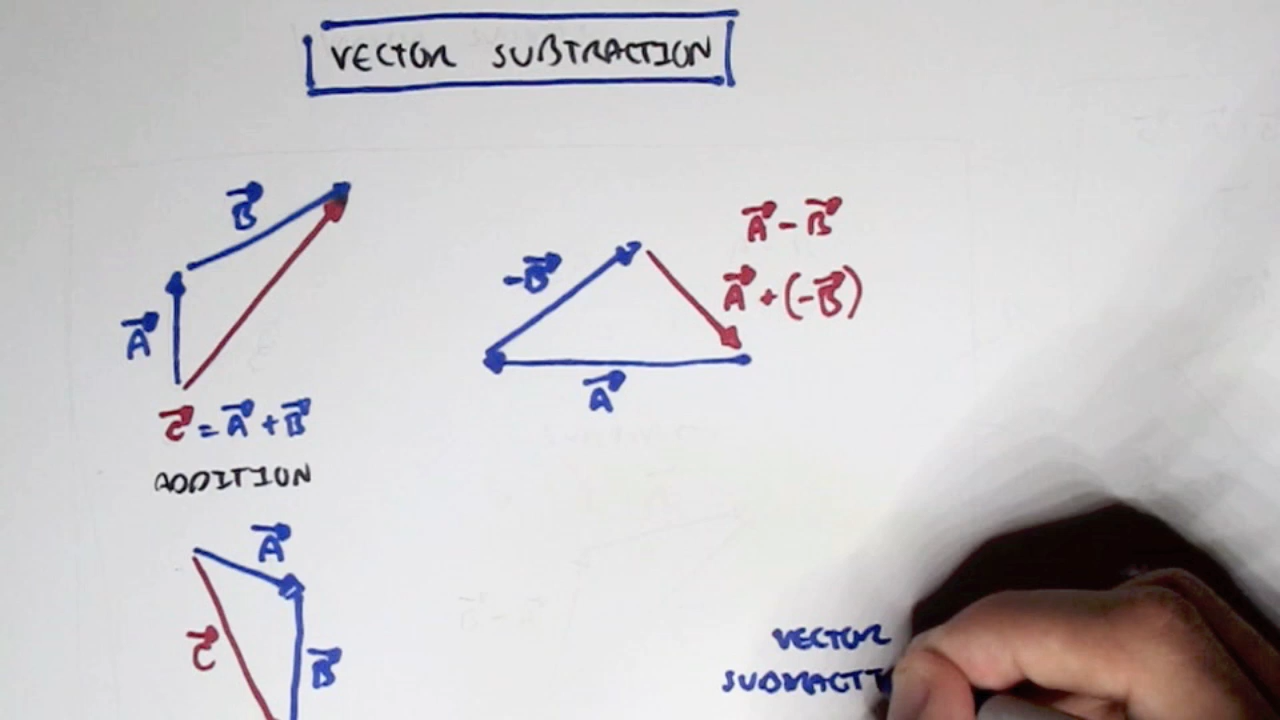 VECTOR SUBTRACTION
B⃗
A⃗
C⃗ = A⃗ + B⃗
ADDITION
-B⃗
A⃗
A⃗ - B⃗
A⃗ + (-B⃗)
A⃗
C⃗
B⃗
VECTOR